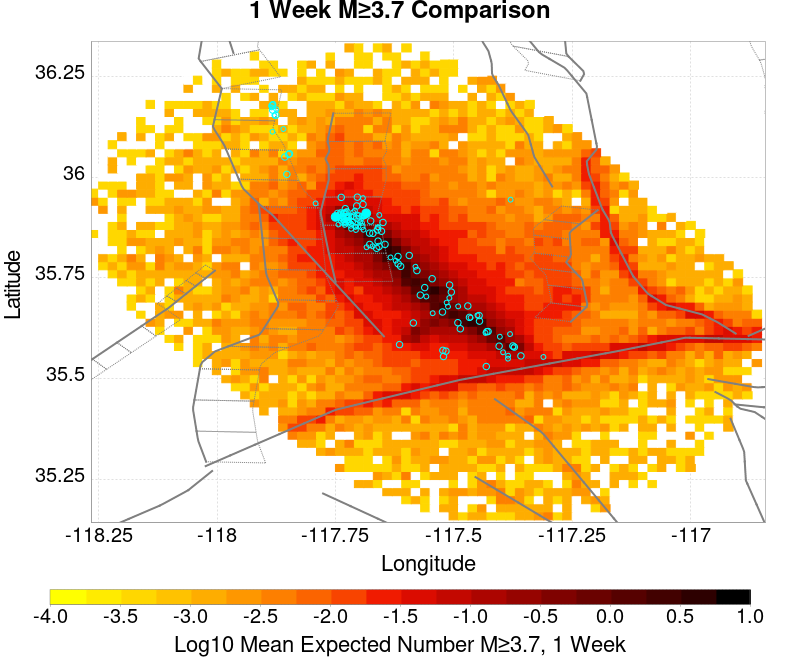 1 Week M≥3.7 Comparison
36.25
36
35.75
35.5
35.25
Latitude
-118.25 -118 -117.75 -117.5 -117.25 -117
Longitude
-4.0 -3.5 -3.0 -2.5 -2.0 -1.5 -1.0 -0.5 0.0 0.5 1.0
Log10 Mean Expected Number M≥3.7, 1 Week